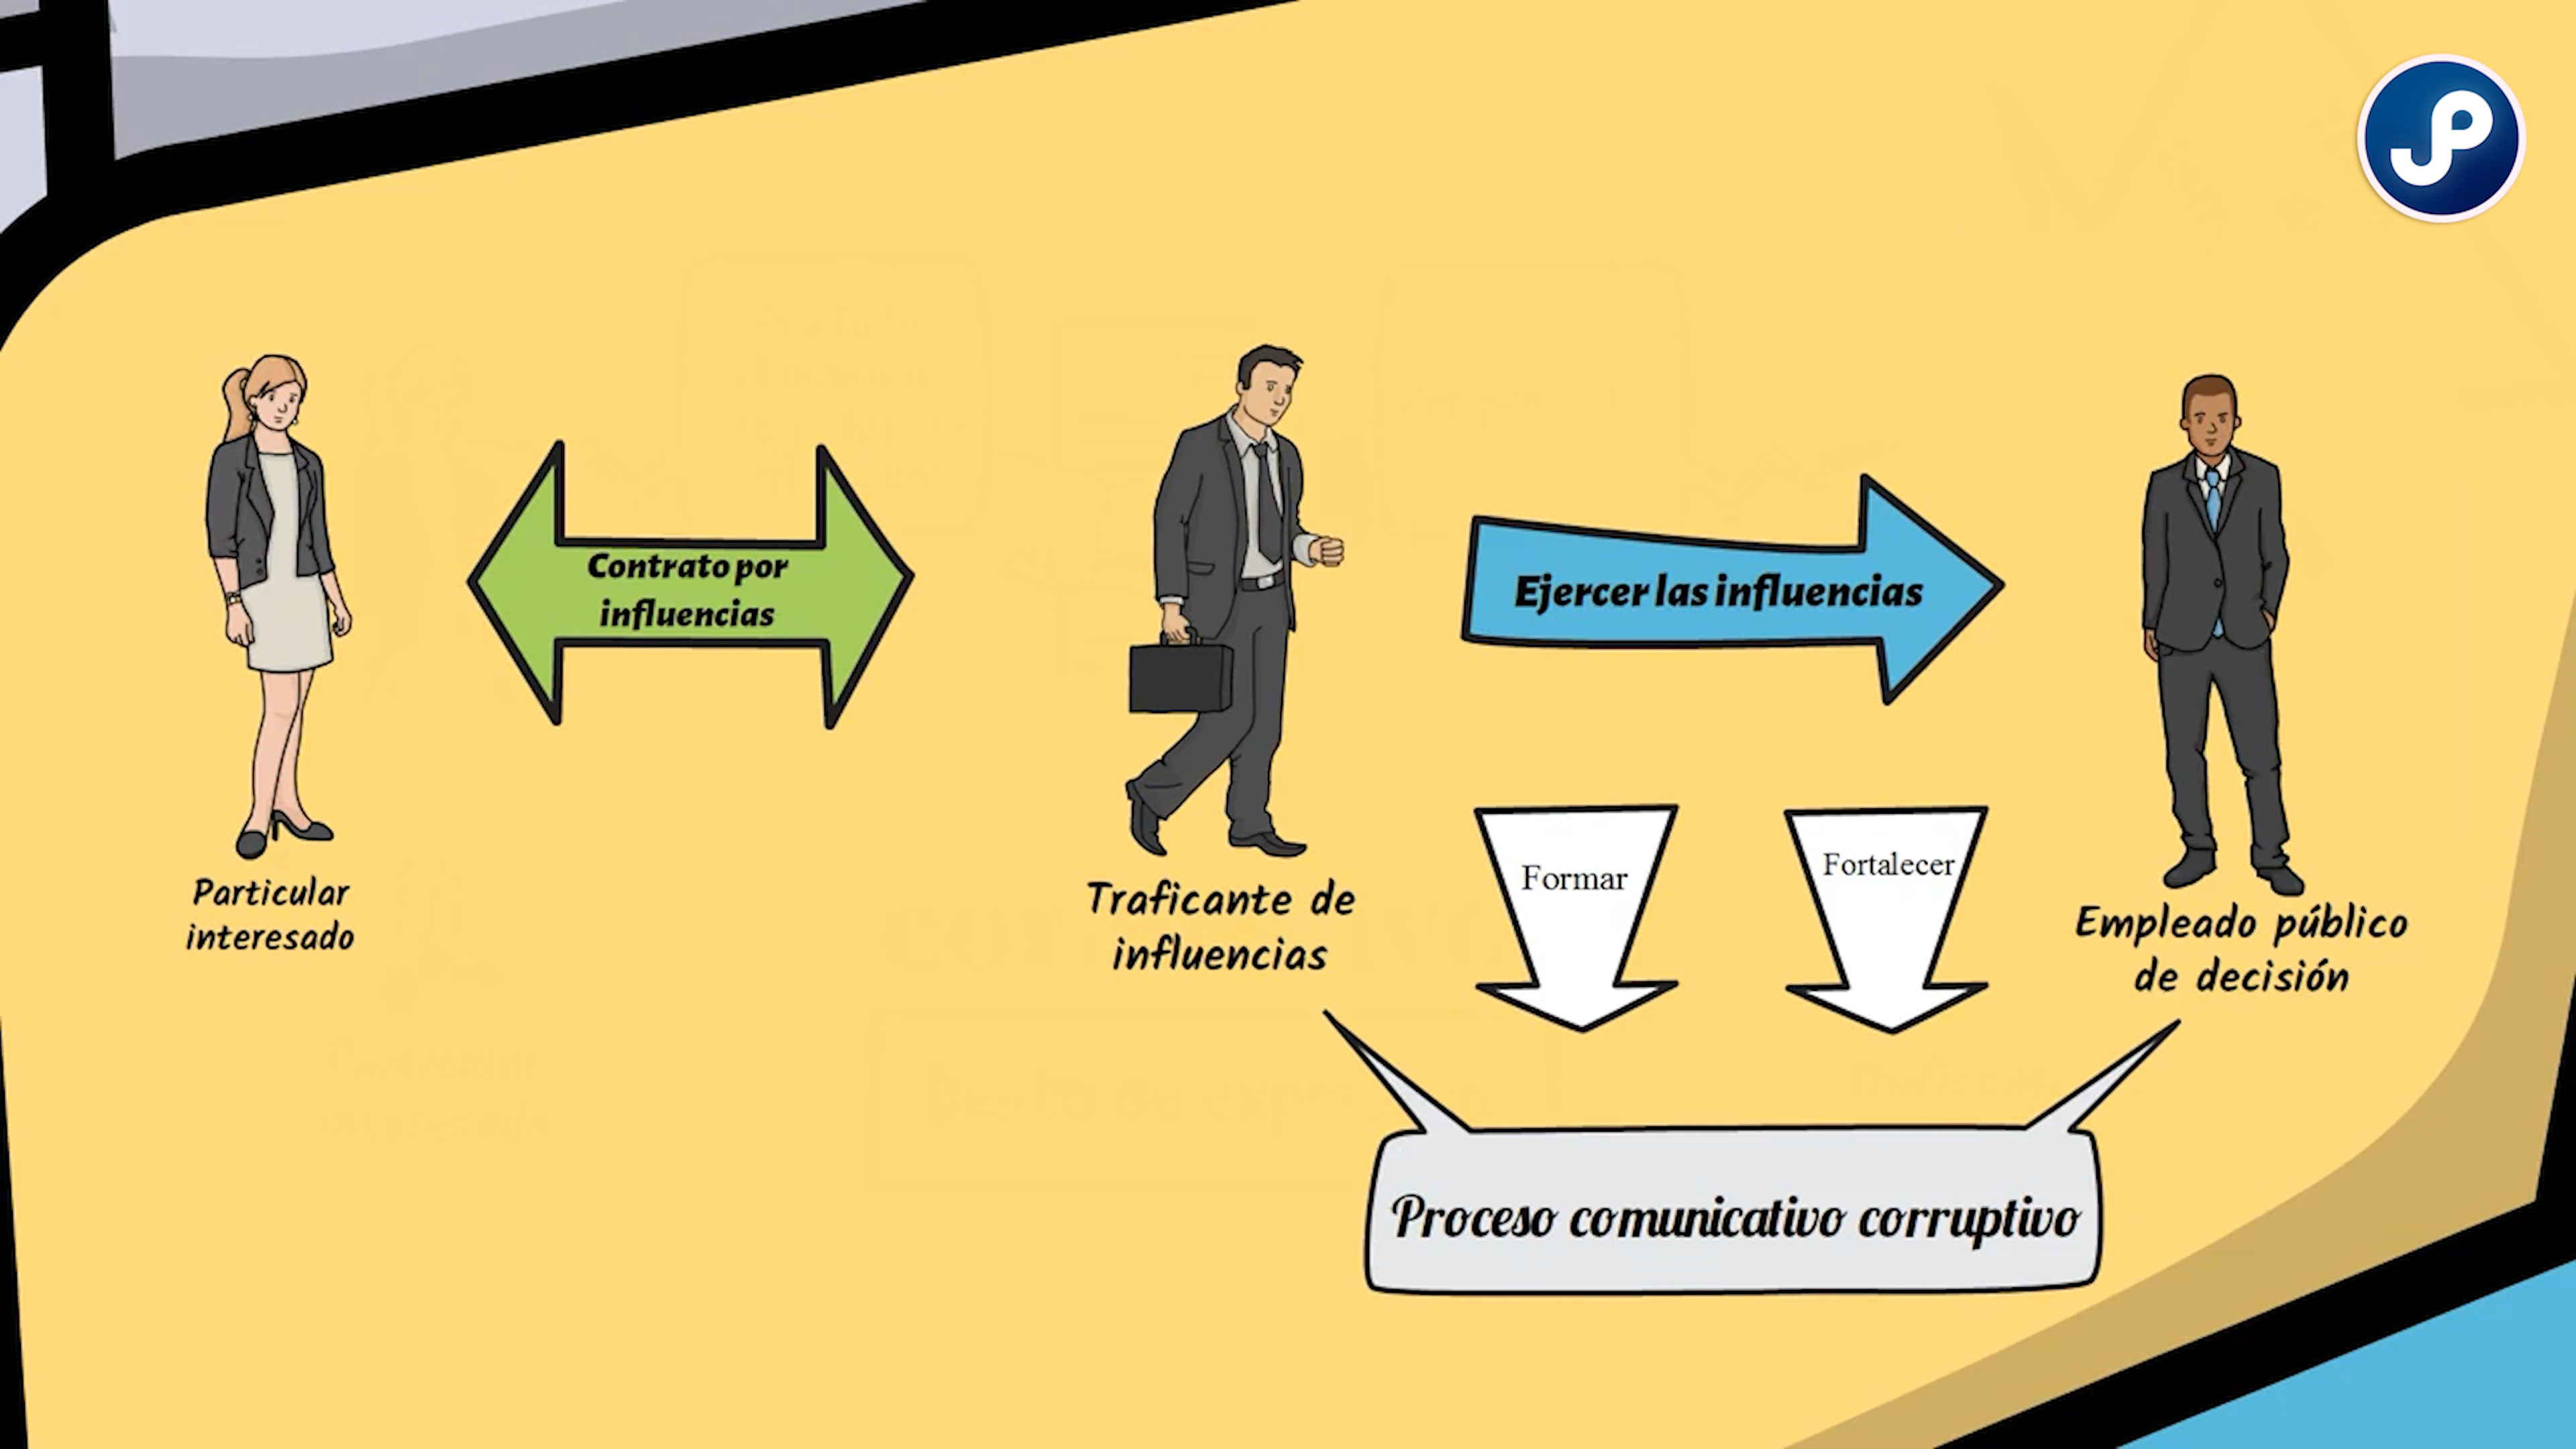 JP
Contrato por
influencias
Ejercer las influencias
Formar
Fortalecer
Particular
interesado
Traficante de
influencias
Empleado público
de decisión
Proceso comunicativo corruptivo